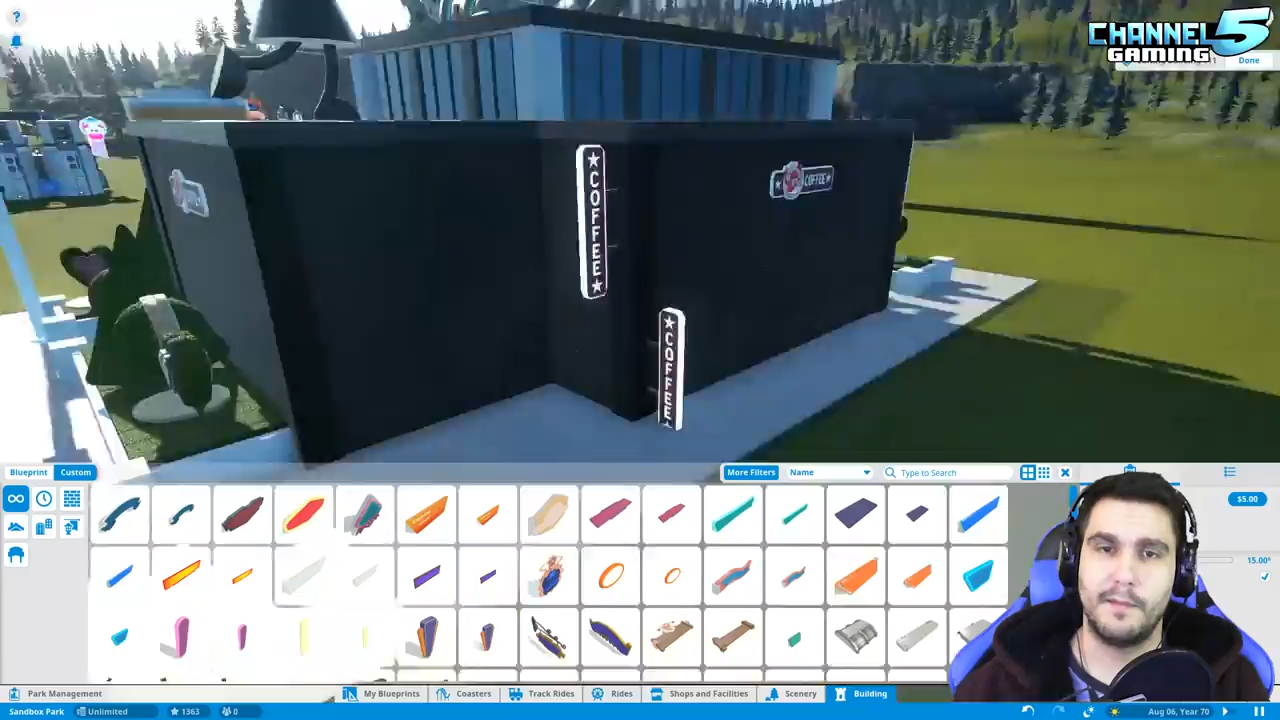 ?
CHANNEL 5
GAMING
Done
COFFEE
COFFEE
COFFEE
Blueprint
Custom
More Filters
Name
Type to Search
$5.00
15.00°
Park Management
My Blueprints
Coasters
Track Rides
Rides
Shops and Facilities
Scenery
Building
Sandbox Park
Unlimited
1363
0
Aug 06, Year 70